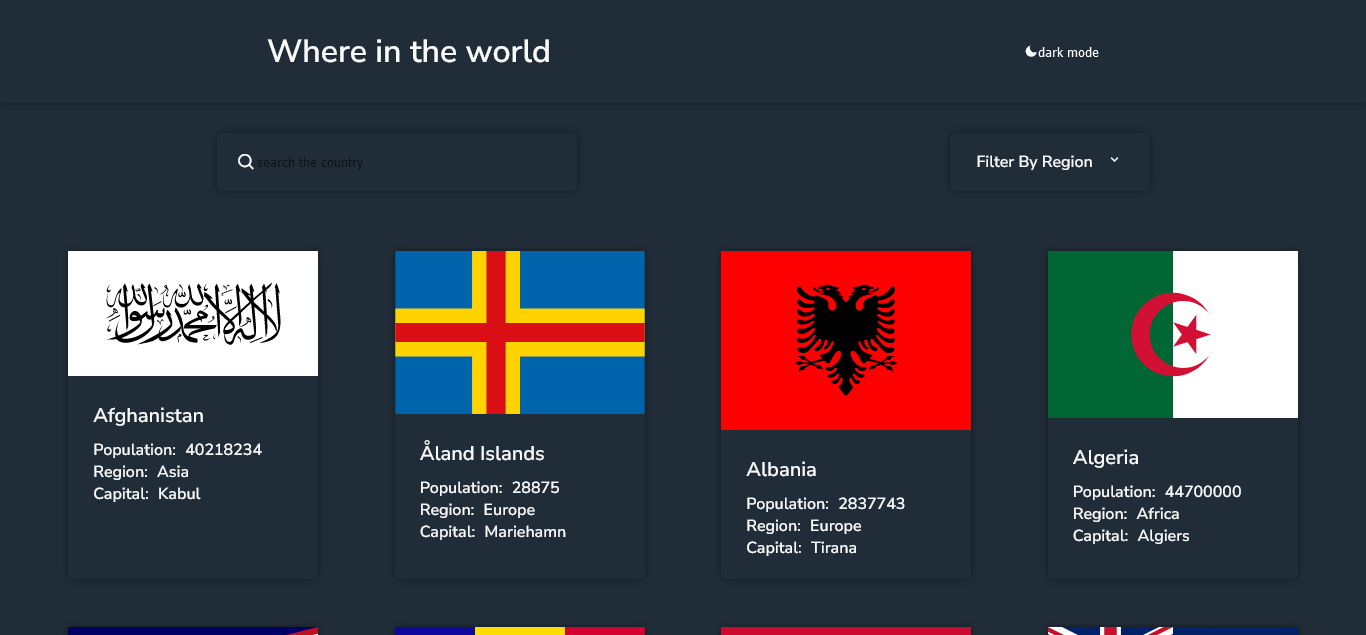 Where in the world
dark mode
search the country
Filter By Region
لا إله إلا الله محمد رسول الله
Afghanistan
Population: 40218234
Region: Asia
Capital: Kabul
Åland Islands
Population: 28875
Region: Europe
Capital: Mariehamn
Albania
Population: 2837743
Region: Europe
Capital: Tirana
Algeria
Population: 44700000
Region: Africa
Capital: Algiers